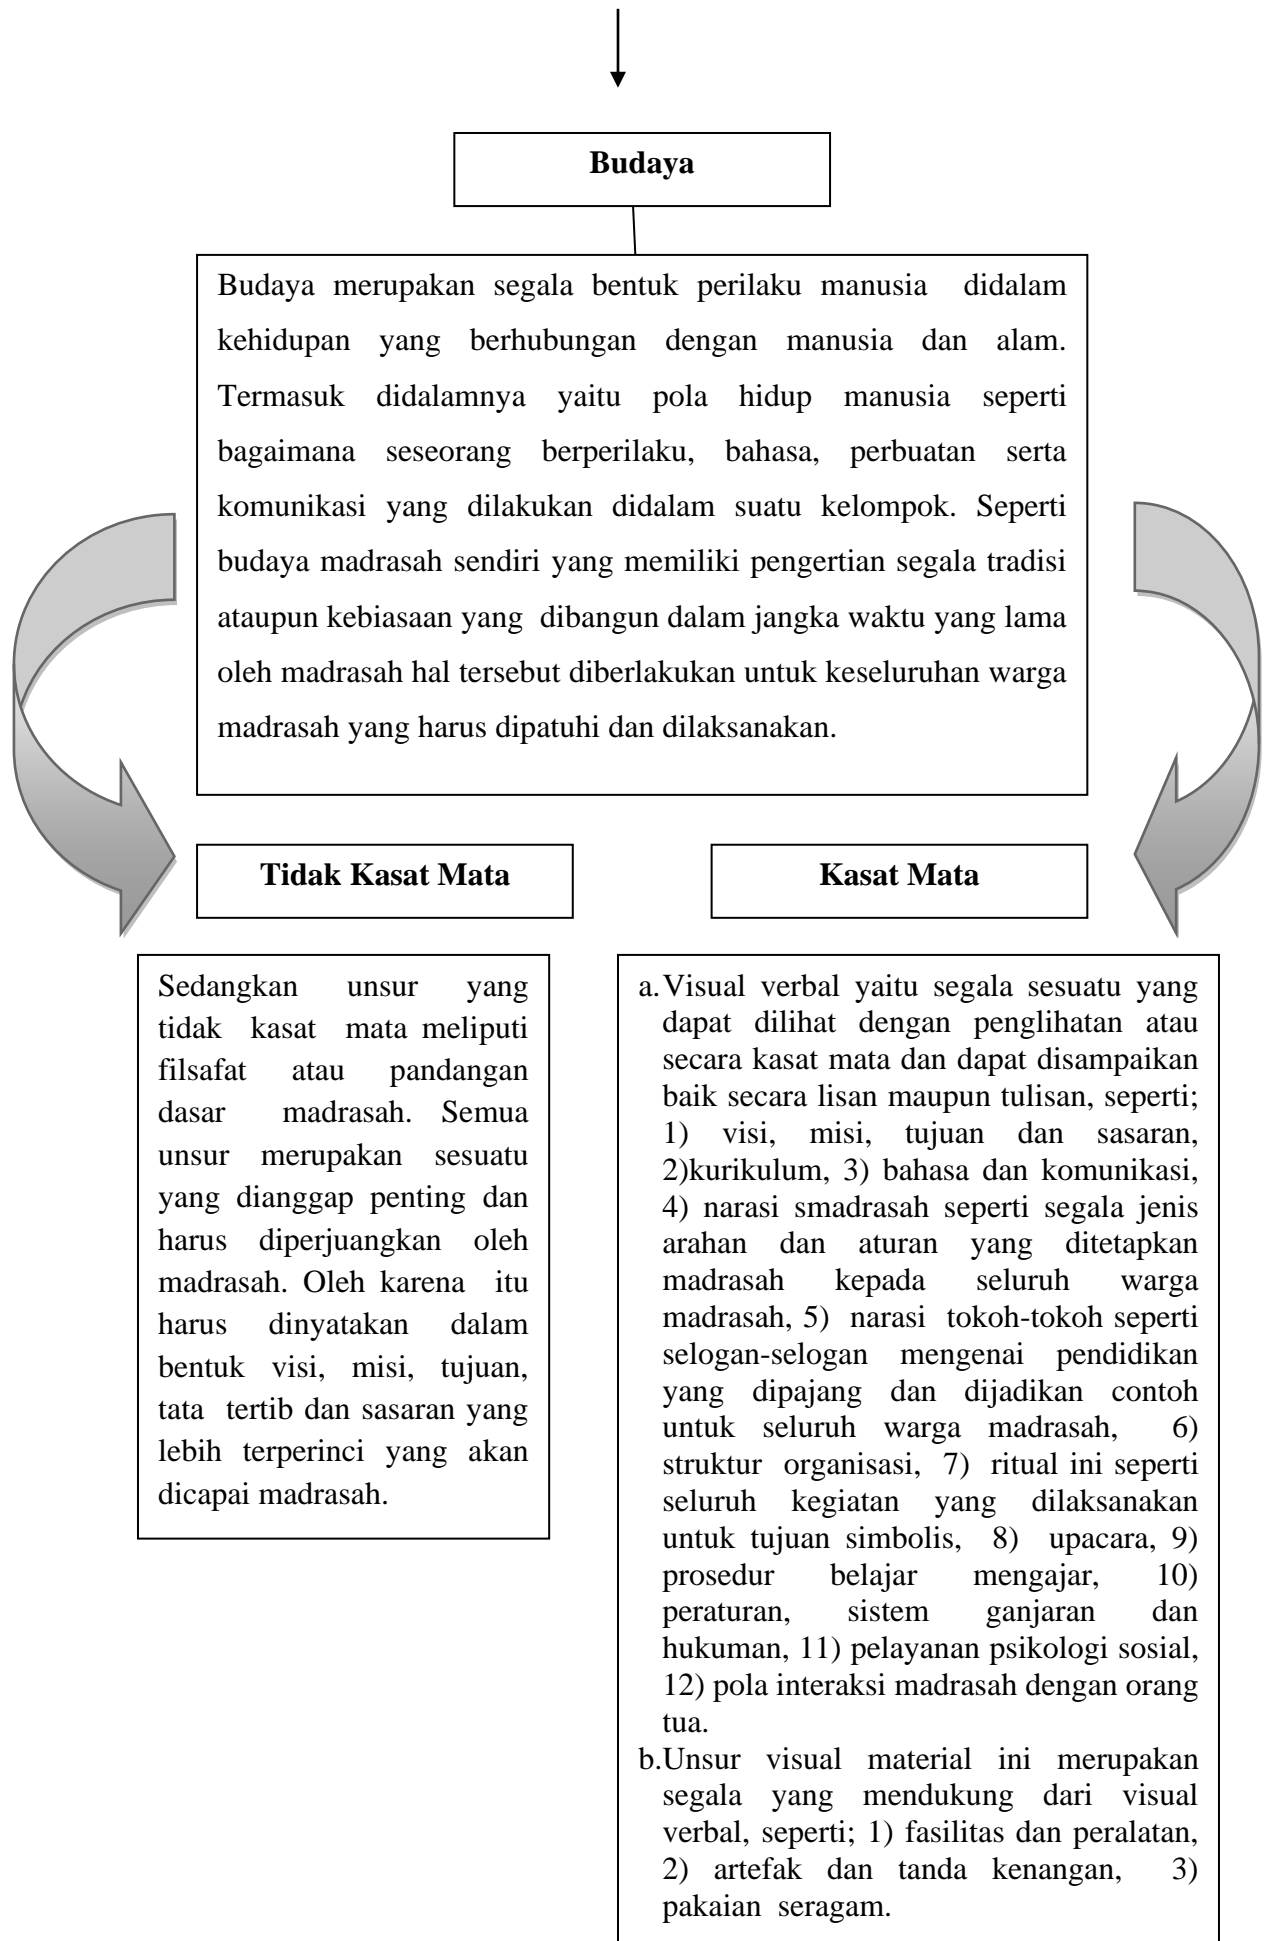 Budaya
Budaya merupakan segala bentuk perilaku manusia didalam
kehidupan yang berhubungan dengan manusia dan alam.
Termasuk didalamnya yaitu pola hidup manusia seperti
bagaimana seseorang berperilaku, bahasa, perbuatan serta
komunikasi yang dilakukan didalam suatu kelompok. Seperti
budaya madrasah sendiri yang memiliki pengertian segala tradisi
ataupun kebiasaan yang dibangun dalam jangka waktu yang lama
oleh madrasah hal tersebut diberlakukan untuk keseluruhan warga
madrasah yang harus dipatuhi dan dilaksanakan.
Tidak Kasat Mata
Sedangkan unsur yang
tidak kasat mata meliputi
filsafat atau pandangan
dasar madrasah. Semua
unsur merupakan sesuatu
yang dianggap penting dan
harus diperjuangkan oleh
madrasah. Oleh karena itu
harus dinyatakan dalam
bentuk visi, misi, tujuan,
tata tertib dan sasaran yang
lebih terperinci yang akan
dicapai madrasah.
Kasat Mata
a.Visual verbal yaitu segala sesuatu yang
dapat dilihat dengan penglihatan atau
secara kasat mata dan dapat disampaikan
baik secara lisan maupun tulisan, seperti;
1) visi, misi, tujuan dan sasaran,
2)kurikulum, 3) bahasa dan komunikasi,
4) narasi smadrasah seperti segala jenis
arahan dan aturan yang ditetapkan
madrasah kepada seluruh warga
madrasah, 5) narasi tokoh-tokoh seperti
selogan-selogan mengenai pendidikan
yang dipajang dan dijadikan contoh
untuk seluruh warga madrasah, 6)
struktur organisasi, 7) ritual ini seperti
seluruh kegiatan yang dilaksanakan
untuk tujuan simbolis, 8) upacara, 9)
prosedur belajar mengajar, 10)
peraturan, sistem ganjaran dan
hukuman, 11) pelayanan psikologi sosial,
12) pola interaksi madrasah dengan orang
tua.
b.Unsur visual material ini merupakan
segala yang mendukung dari visual
verbal, seperti; 1) fasilitas dan peralatan,
2) artefak dan tanda kenangan, 3)
pakaian seragam.